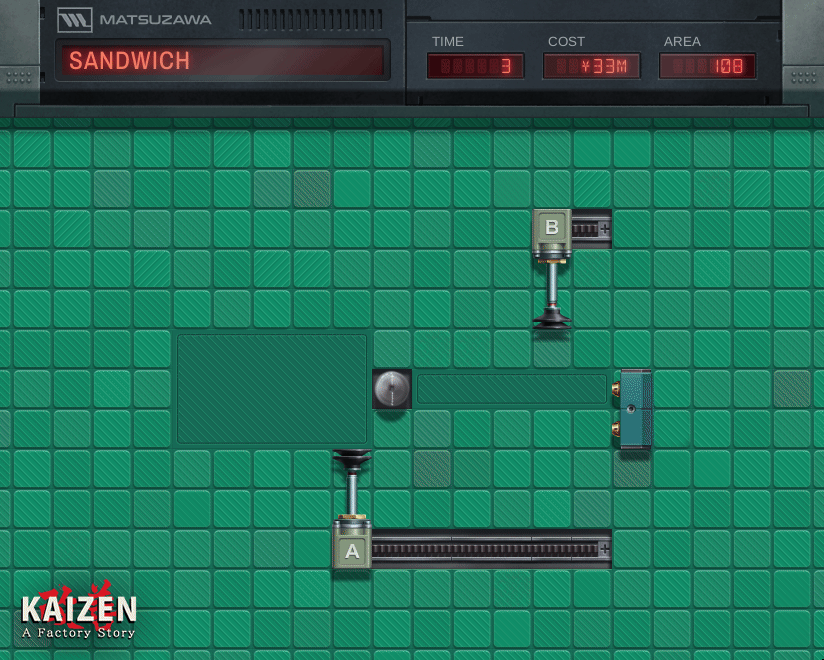 MATSUZAWA
SANDWICH
TIME
COST
AREA
3
¥33M
108
B
A
KAIZEN
A Factory Story